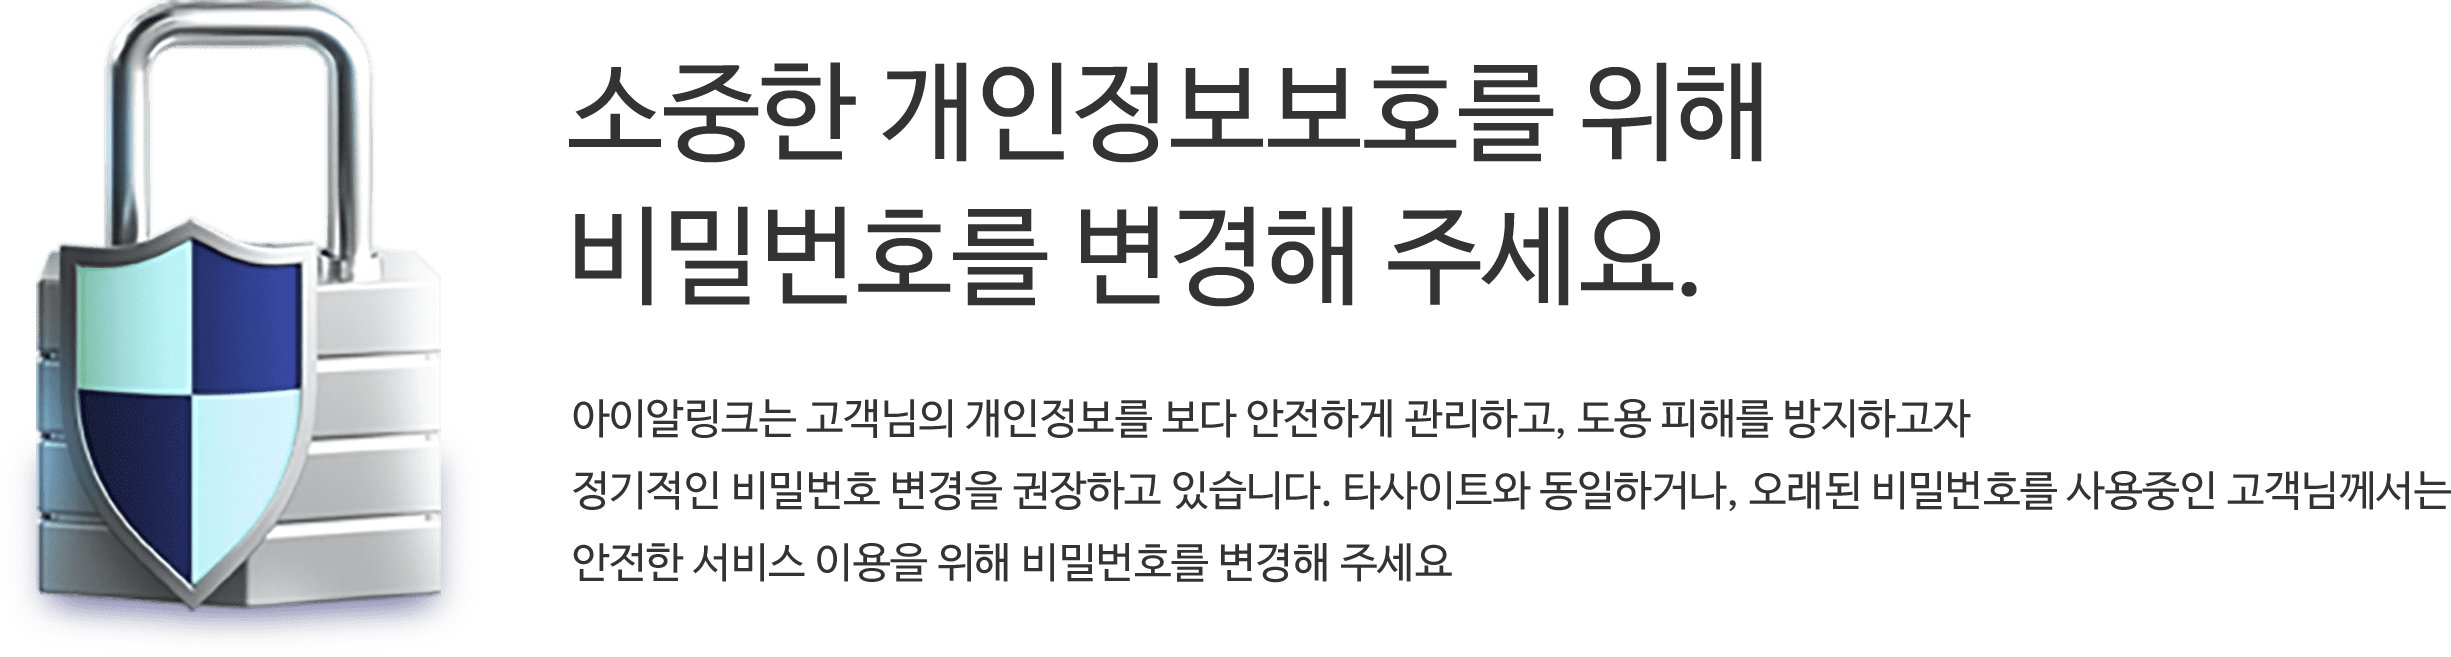 소중한 개인정보보호를 위해
비밀번호를 변경해 주세요.
아이알링크는 고객님의 개인정보를 보다 안전하게 관리하고, 도용 피해를 방지하고자
정기적인 비밀번호 변경을 권장하고 있습니다. 타사이트와 동일하거나, 오래된 비밀번호를 사용중인 고객님께서는
안전한 서비스 이용을 위해 비밀번호를 변경해 주세요